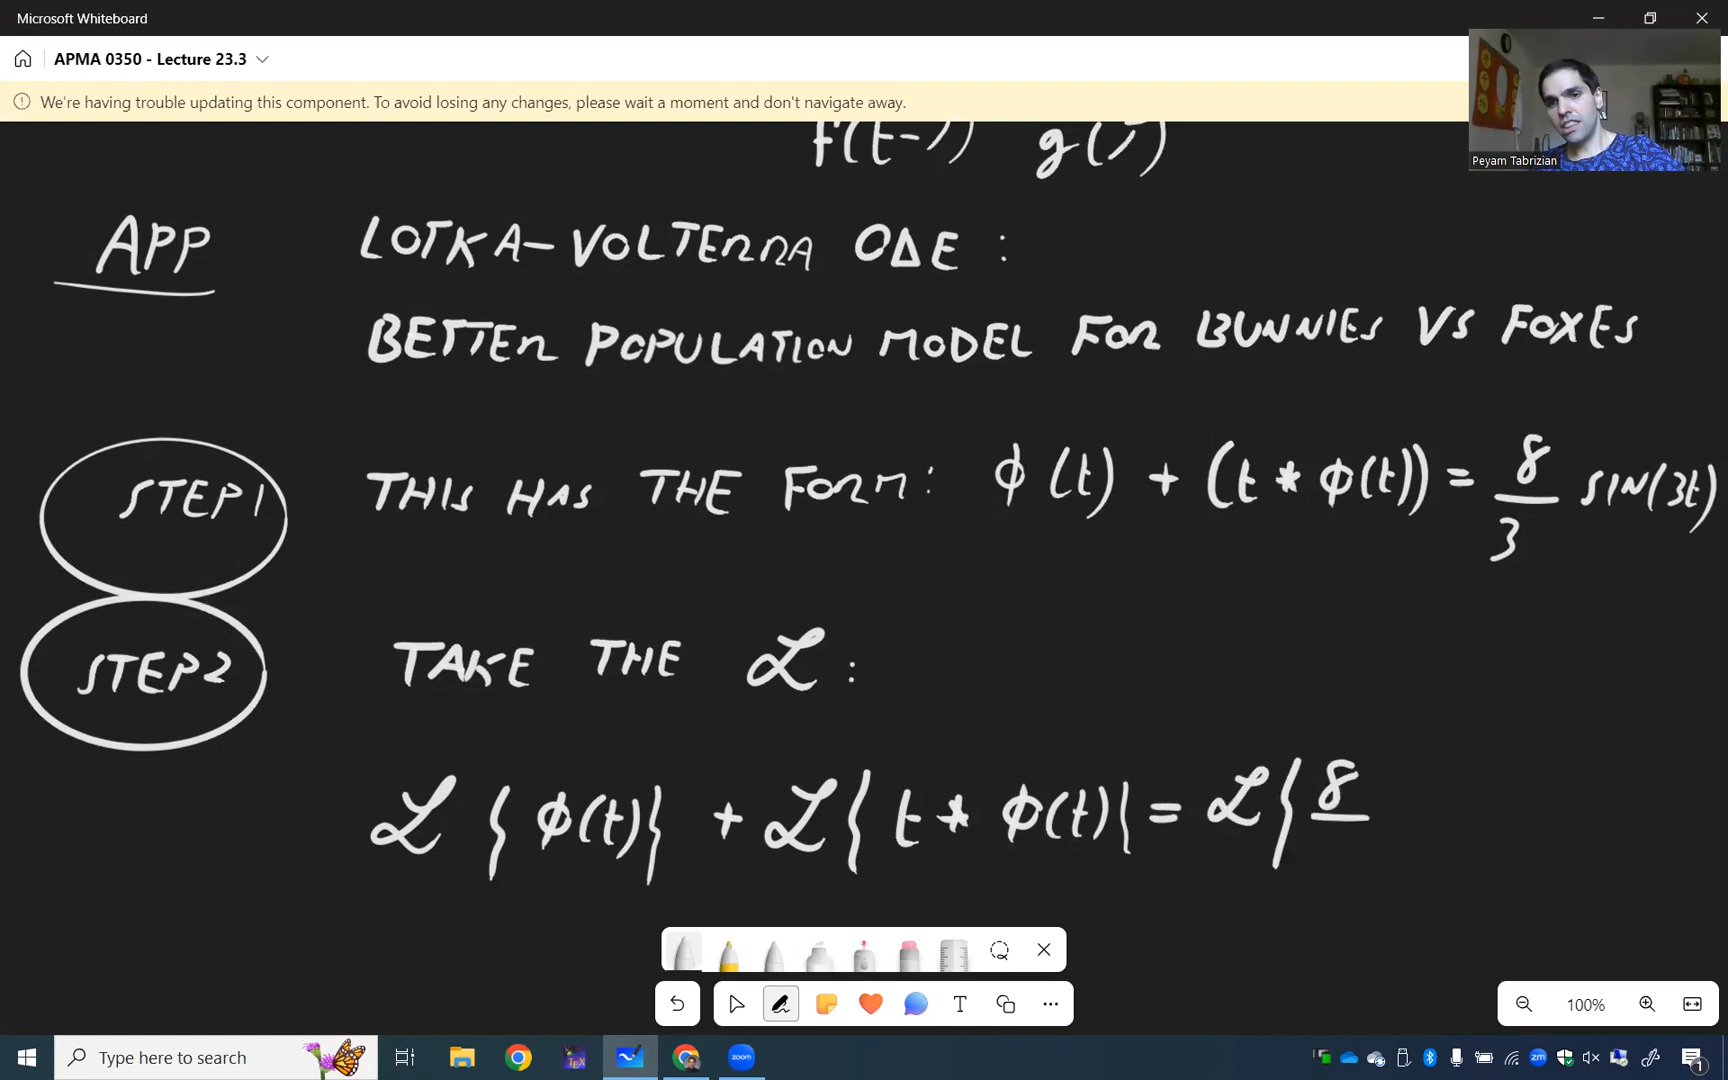 Microsoft Whiteboard
APMA 0350 - Lecture 23.3
We're having trouble updating this component. To avoid losing any changes, please wait a moment and don't navigate away.
Peyam Tabrizian
f(t-τ) g(τ)
APP LOTKA-VOLTERRA ODE :
BETTER POPULATION MODEL FOR BUNNIES VS FOXES
STEP 1 THIS HAS THE FORM: φ(t) + (t * φ(t)) = 8/3 SIN(3t)
STEP 2 TAKE THE ℒ :
ℒ { φ(t)} + ℒ { t * φ(t)} = ℒ { 8
T
100%
Type here to search
zoom
zm
1